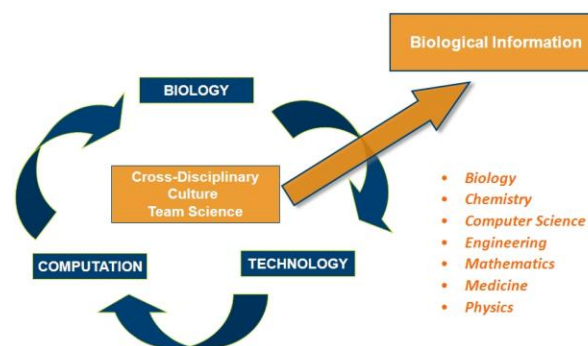 Biological Information
BIOLOGY
Cross-Disciplinary
Culture
Team Science
COMPUTATION
TECHNOLOGY
• Biology
• Chemistry
• Computer Science
• Engineering
• Mathematics
• Medicine
• Physics